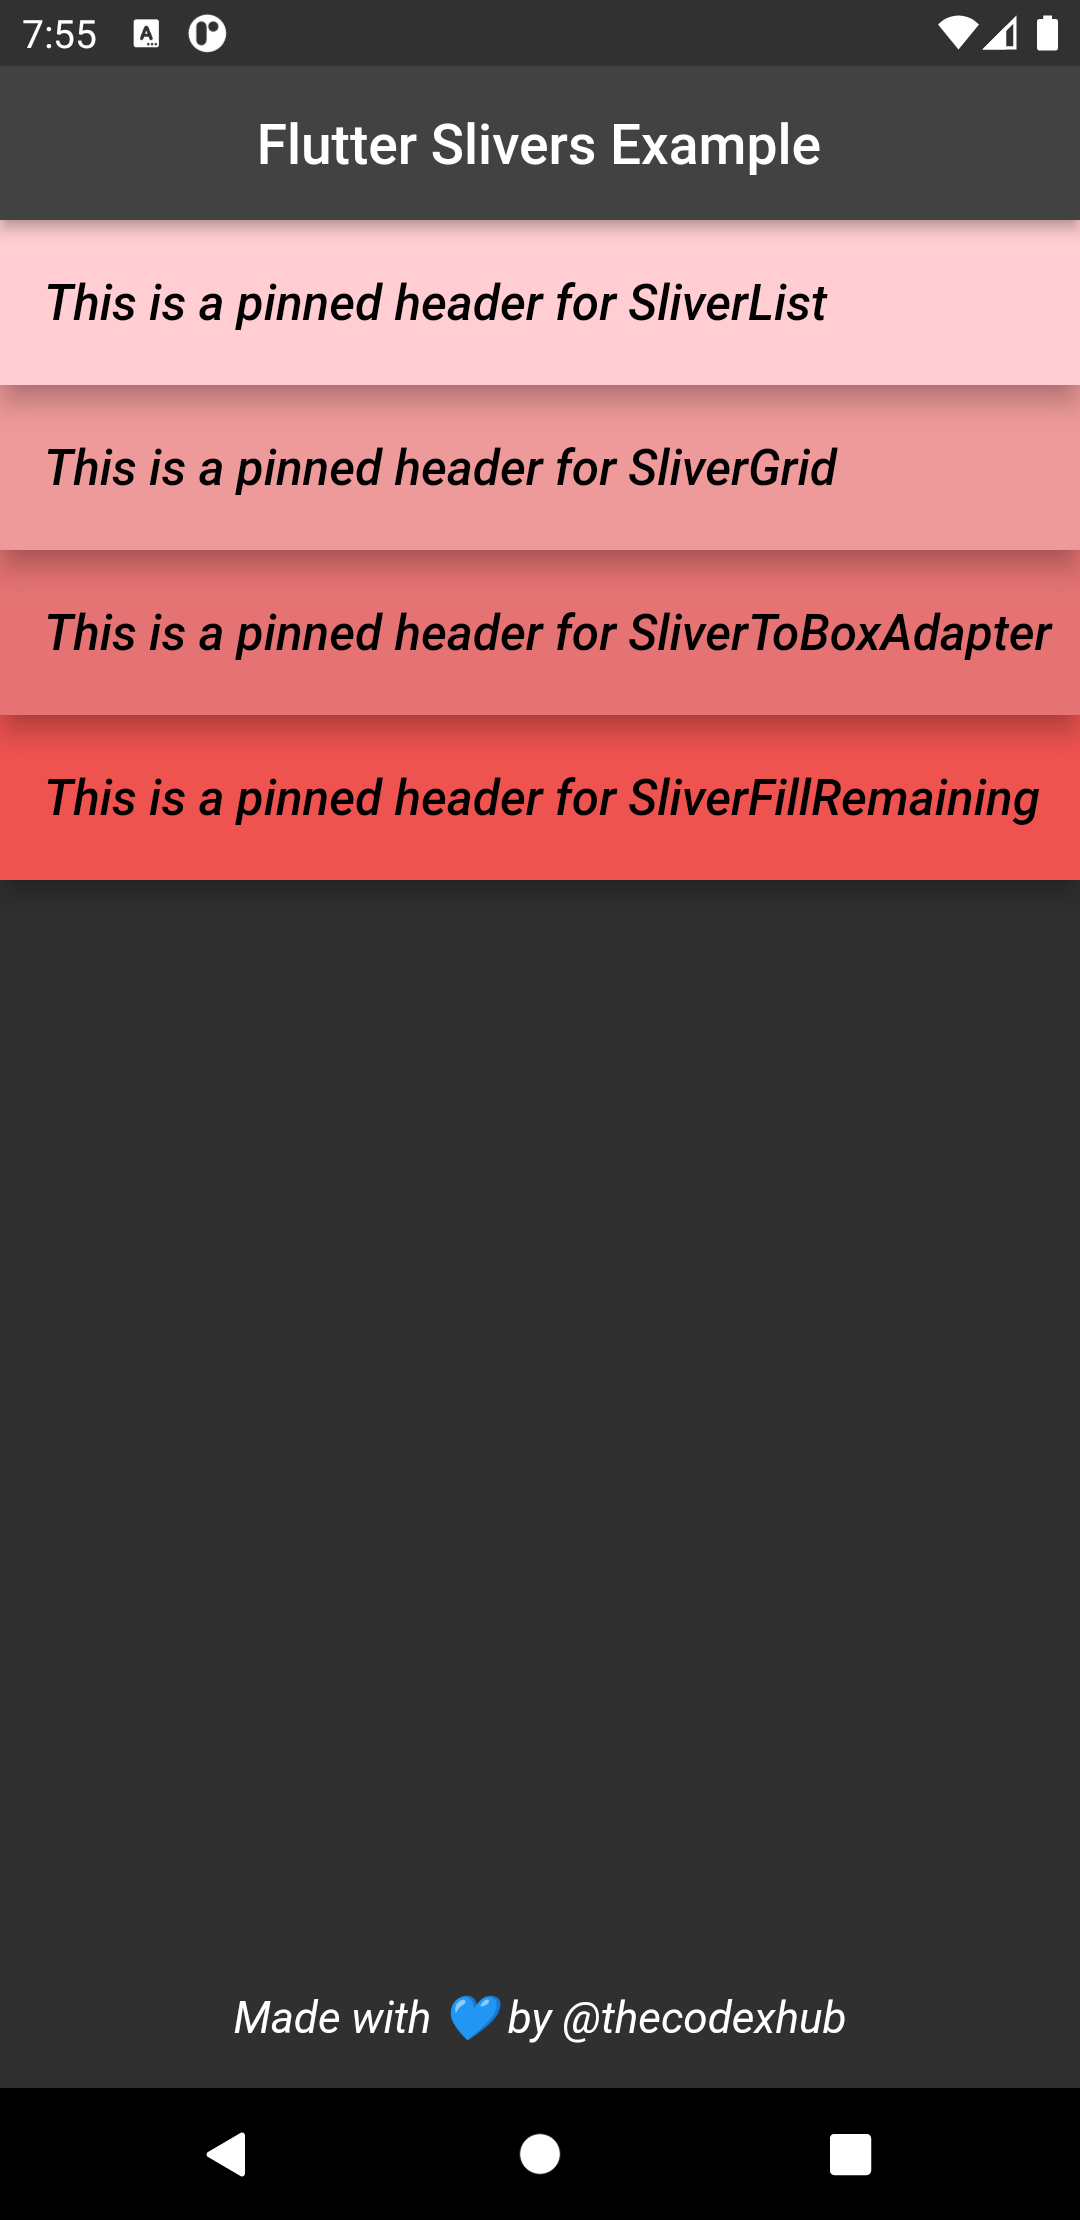 7:55
Flutter Slivers Example
This is a pinned header for SliverList
This is a pinned header for SliverGrid
This is a pinned header for SliverToBoxAdapter
This is a pinned header for SliverFillRemaining
Made with 💙 by @thecodexhub